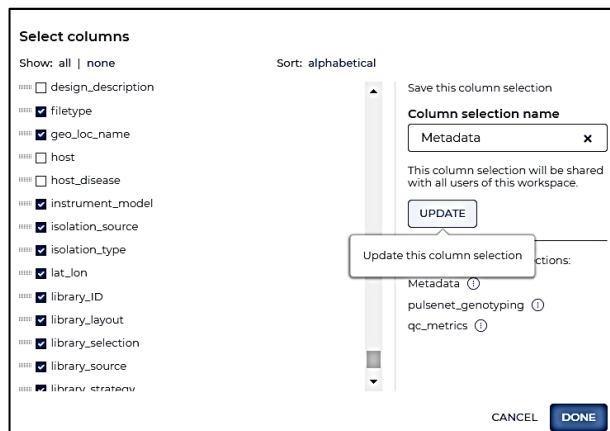 Select columns
Show: all | none
Sort: alphabetical
design_description
filetype
geo_loc_name
host
host_disease
instrument_model
isolation_source
isolation_type
lat_lon
library_ID
library_layout
library_selection
library_source
library_strategy
Save this column selection
Column selection name
Metadata
This column selection will be shared
with all users of this workspace.
UPDATE
Update this column selection
ctions:
Metadata
pulsenet_genotyping
qc_metrics
CANCEL
DONE